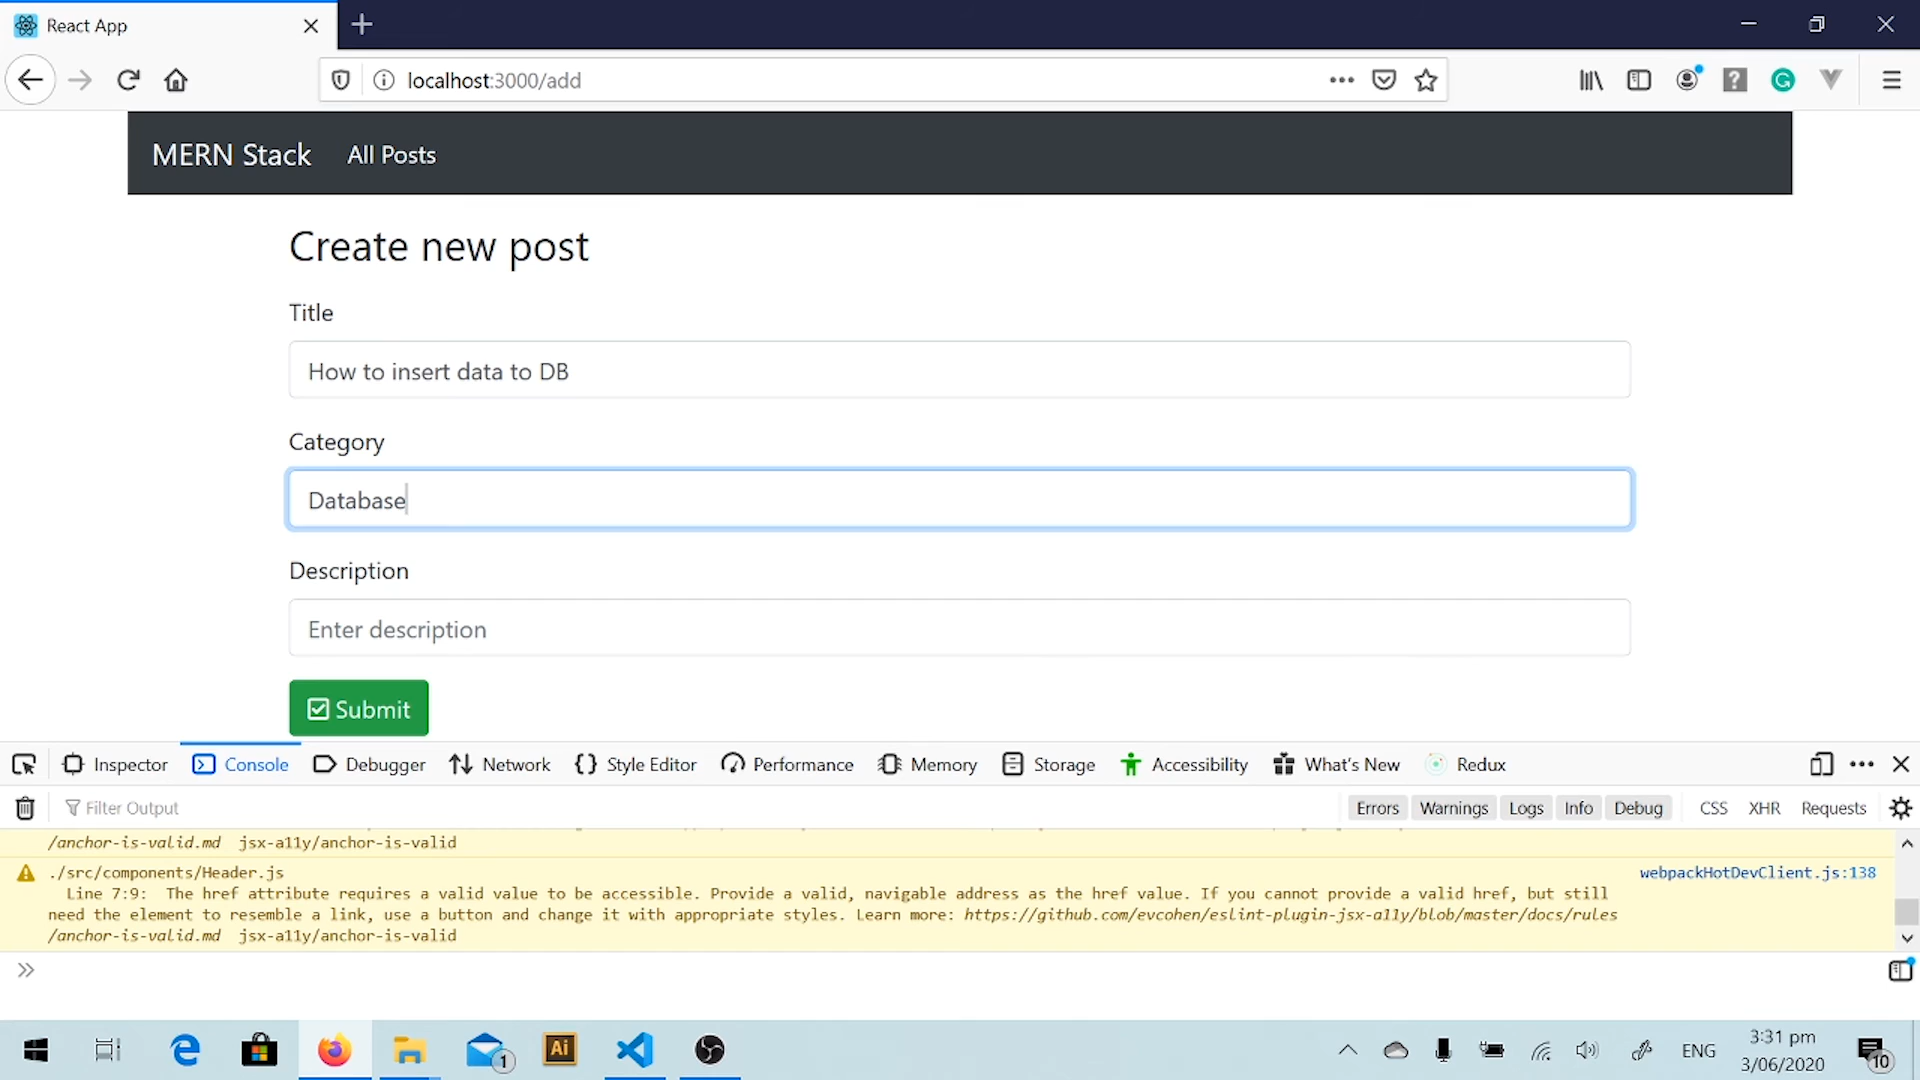 React App
localhost:3000/add
MERN Stack All Posts
Create new post
Title
How to insert data to DB
Category
Database
Description
Enter description
Submit
Inspector Console Debugger Network {} Style Editor Performance Memory Storage Accessibility What's New Redux
Filter Output Errors Warnings Logs Info Debug CSS XHR Requests
/anchor-is-valid.md jsx-a11y/anchor-is-valid
./src/components/Header.js webpackHotDevClient.js:138
Line 7:9: The href attribute requires a valid value to be accessible. Provide a valid, navigable address as the href value. If you cannot provide a valid href, but still
need the element to resemble a link, use a button and change it with appropriate styles. Learn more: https://github.com/evcohen/eslint-plugin-jsx-a11y/blob/master/docs/rules
/anchor-is-valid.md jsx-a11y/anchor-is-valid
3:31 pm
1 Ai ENG 10
3/06/2020